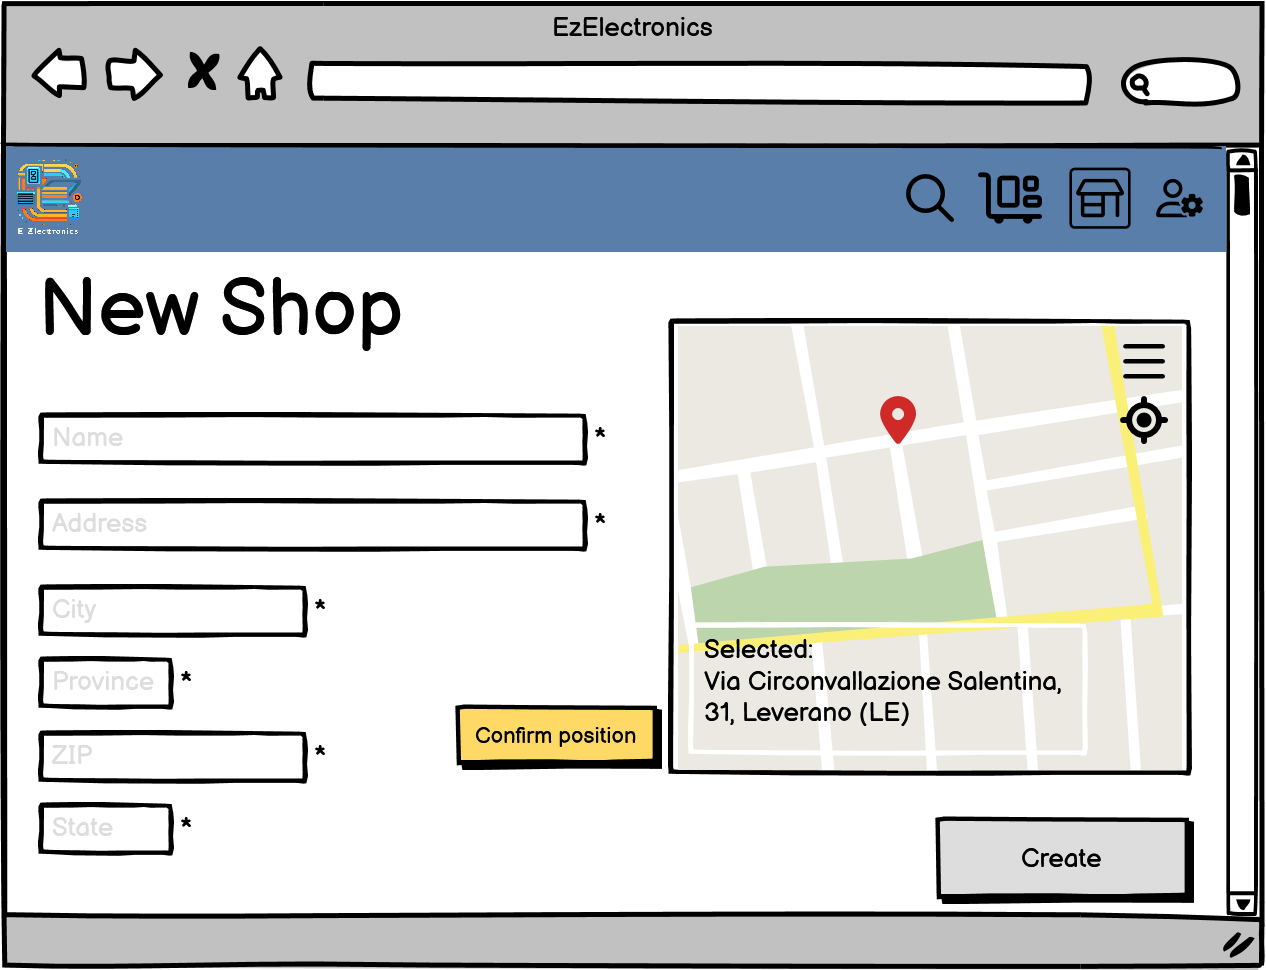 EzElectronics
E Zlectronics
New Shop
Name *
Address *
City *
Province *
ZIP *
State *
Confirm position
Selected:
Via Circonvallazione Salentina,
31, Leverano (LE)
Create